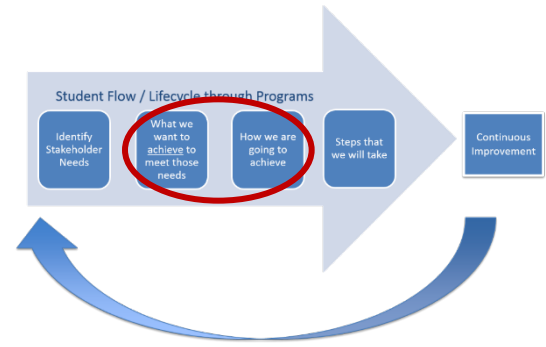 Student Flow / Lifecycle through Programs
Identify
Stakeholder
Needs
What we
want to
achieve to
meet those
needs
How we are
going to
achieve
Steps that
we will take
Continuous
Improvement